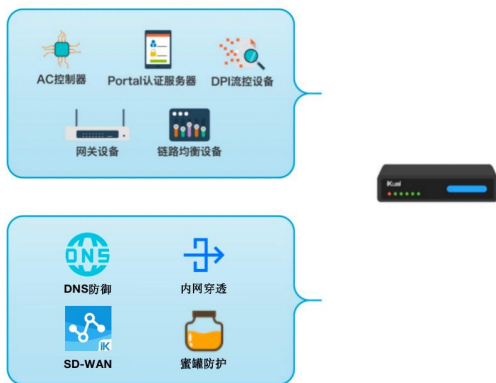 AC控制器
Portal认证服务器
DPI流控设备
网关设备
链路均衡设备
iKuai
DNS
DNS防御
内网穿透
iK
SD-WAN
蜜罐防护